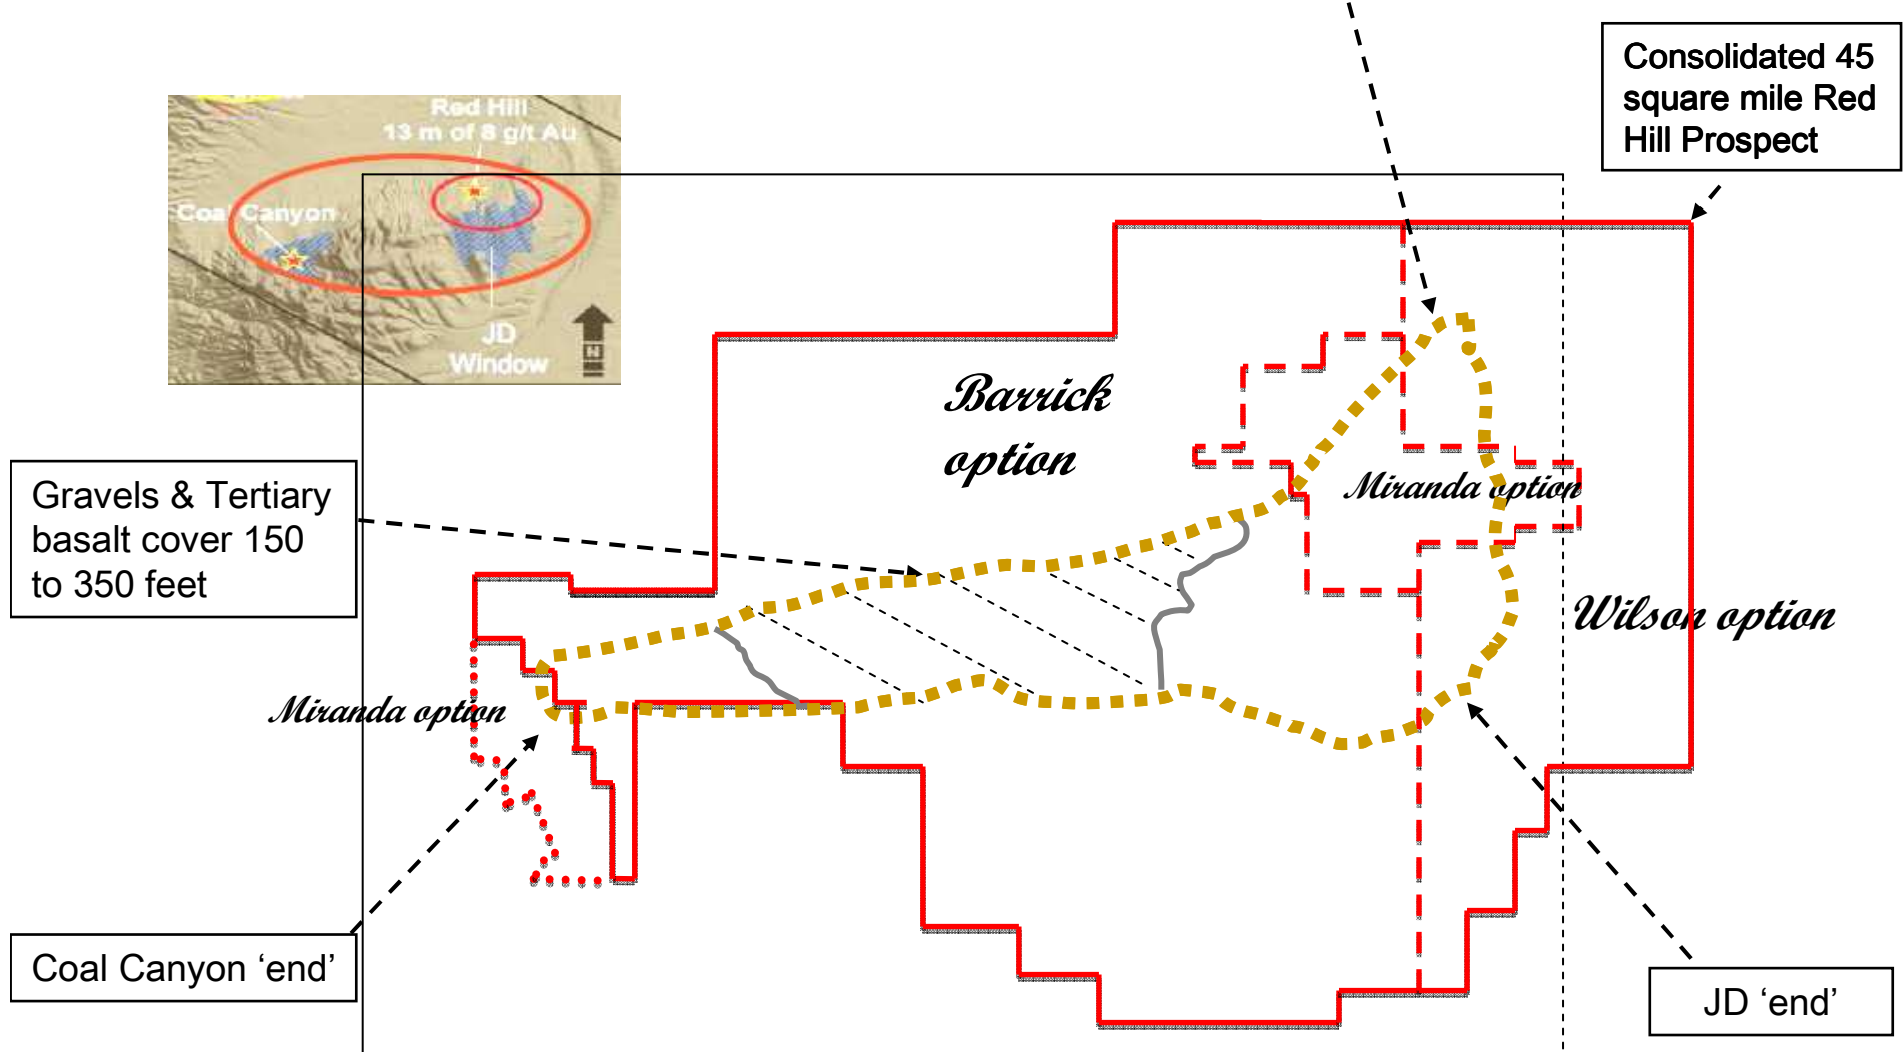 Consolidated 45
square mile Red
Hill Prospect
Red Hill
13 m of 8 g/t Au
Coal Canyon
JD
Window
Barrick
option
Miranda option
Gravels & Tertiary
basalt cover 150
to 350 feet
Wilson option
Miranda option
Coal Canyon ‘end’
JD ‘end’